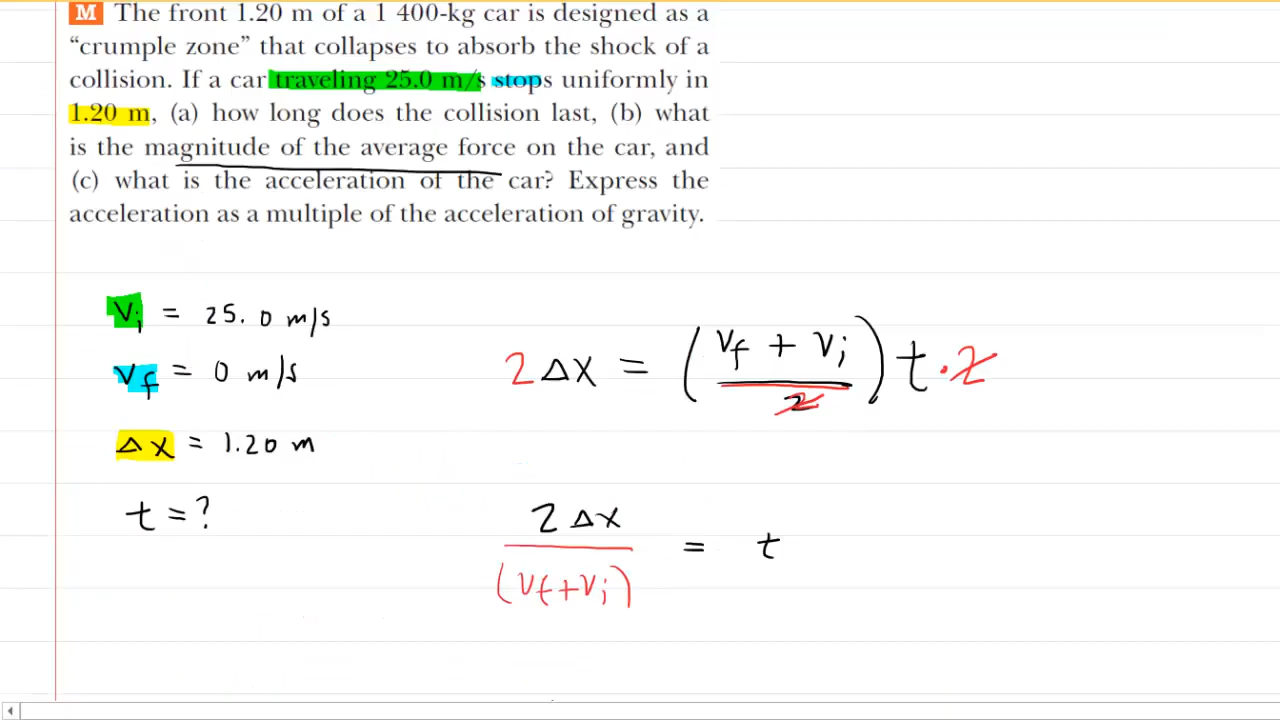 M The front 1.20 m of a 1 400-kg car is designed as a
“crumple zone” that collapses to absorb the shock of a
collision. If a car traveling 25.0 m/s stops uniformly in
1.20 m, (a) how long does the collision last, (b) what
is the magnitude of the average force on the car, and
(c) what is the acceleration of the car? Express the
acceleration as a multiple of the acceleration of gravity.
Vi = 25.0 m/s
Vf = 0 m/s
Δx = 1.20 m
t = ?
2Δx = (Vf + Vi / 2) t · 2
2Δx / (Vf + Vi) = t